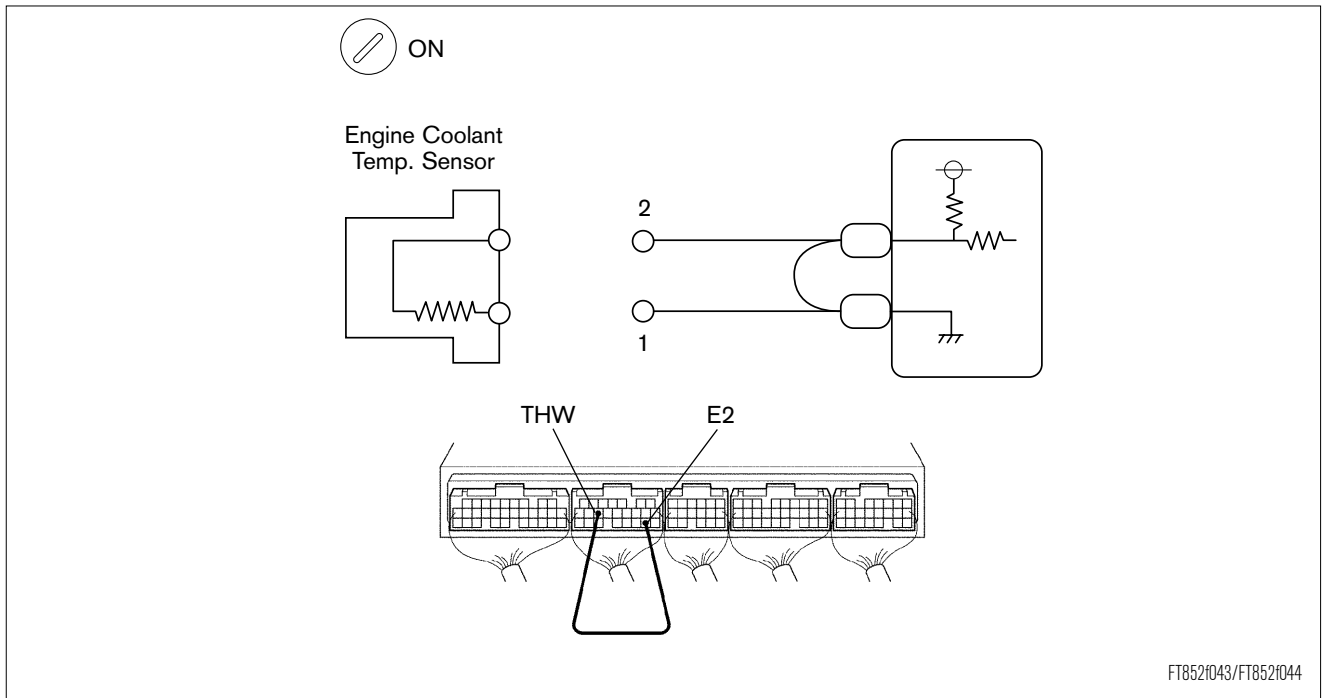 ON
Engine Coolant
Temp. Sensor
2
1
THW
E2
FT852f043/FT852f044